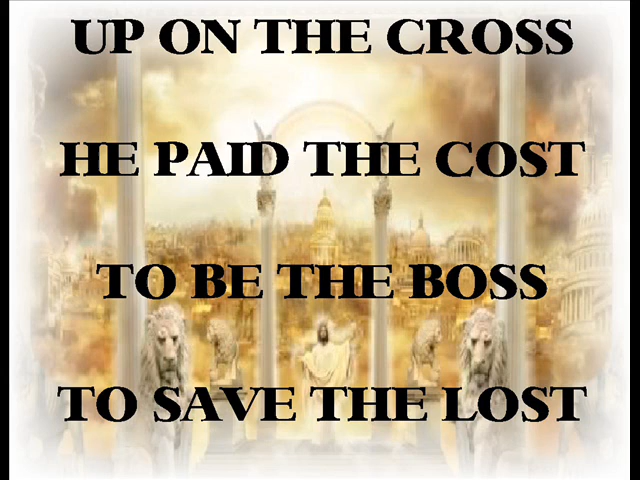 UP ON THE CROSS
HE PAID THE COST
TO BE THE BOSS
TO SAVE THE LOST